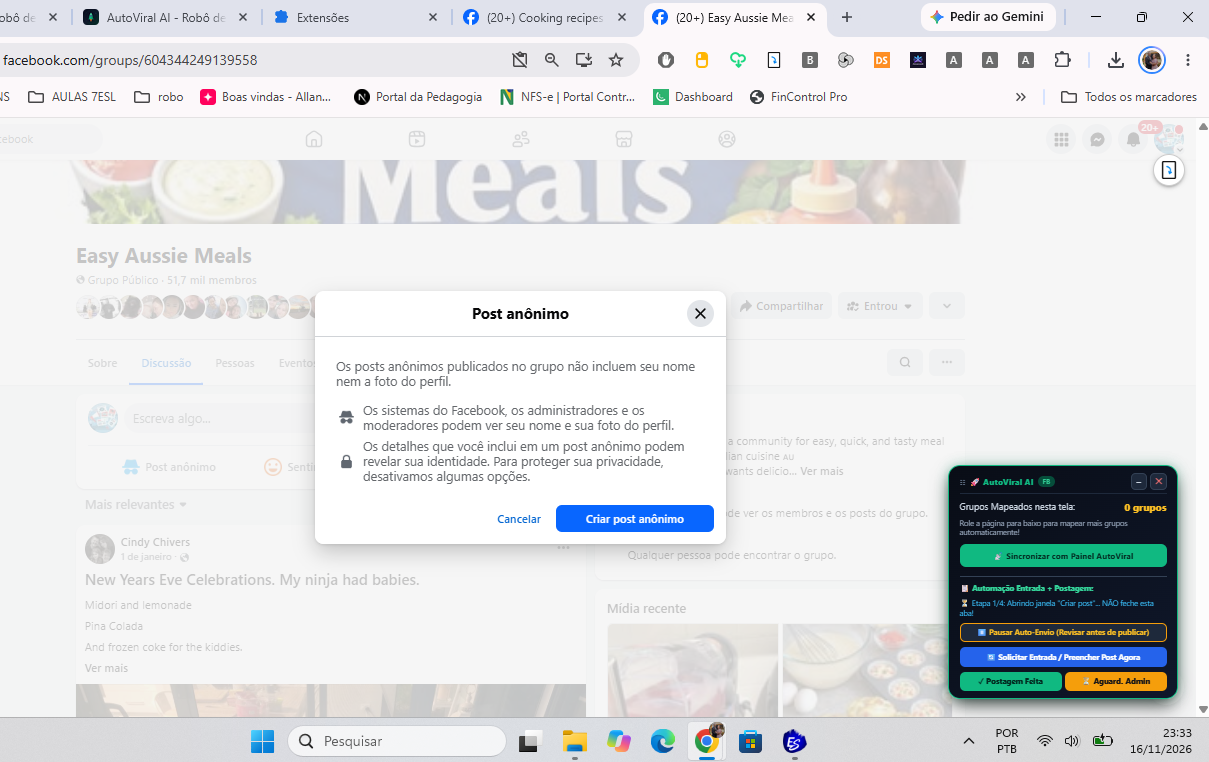 AutoViral AI - Robô de
Extensões
(20+) Cooking recipes
(20+) Easy Aussie Mea
Pedir ao Gemini
facebook.com/groups/604344249139558
AULAS 7ESL
robo
Boas vindas - Allan...
Portal da Pedagogia
NFS-e | Portal Contr...
Dashboard
FinControl Pro
Todos os marcadores
20+
Meals
Easy Aussie Meals
Grupo Público · 51,7 mil membros
Compartilhar
Entrou
Sobre
Discussão
Pessoas
Eventos
Escreva algo...
Post anônimo
Mais relevantes
Cindy Chivers
1 de janeiro
New Years Eve Celebrations. My ninja had babies.
Midori and lemonade
Pina Colada
And frozen coke for the kiddies.
Ver mais
Post anônimo
Os posts anônimos publicados no grupo não incluem seu nome
nem a foto do perfil.
Os sistemas do Facebook, os administradores e os
moderadores podem ver seu nome e sua foto do perfil.
Os detalhes que você inclui em um post anônimo podem
revelar sua identidade. Para proteger sua privacidade,
desativamos algumas opções.
Cancelar
Criar post anônimo
a community for easy, quick, and tasty meal
cuisine AU
wants delicio... Ver mais
de ver os membros e os posts do grupo.
Qualquer pessoa pode encontrar o grupo.
Mídia recente
AutoViral AI FB
Grupos Mapeados nesta tela: 0 grupos
Role a página para baixo para mapear mais grupos
automaticamente!
Sincronizar com Painel AutoViral
Automação Entrada + Postagem:
Etapa 1/4: Abrindo janela "Criar post"... NÃO feche esta
aba!
Pausar Auto-Envio (Revisar antes de publicar)
Solicitar Entrada / Preencher Post Agora
Postagem Feita
Aguard. Admin
Pesquisar
POR
PTB
23:33
16/11/2026